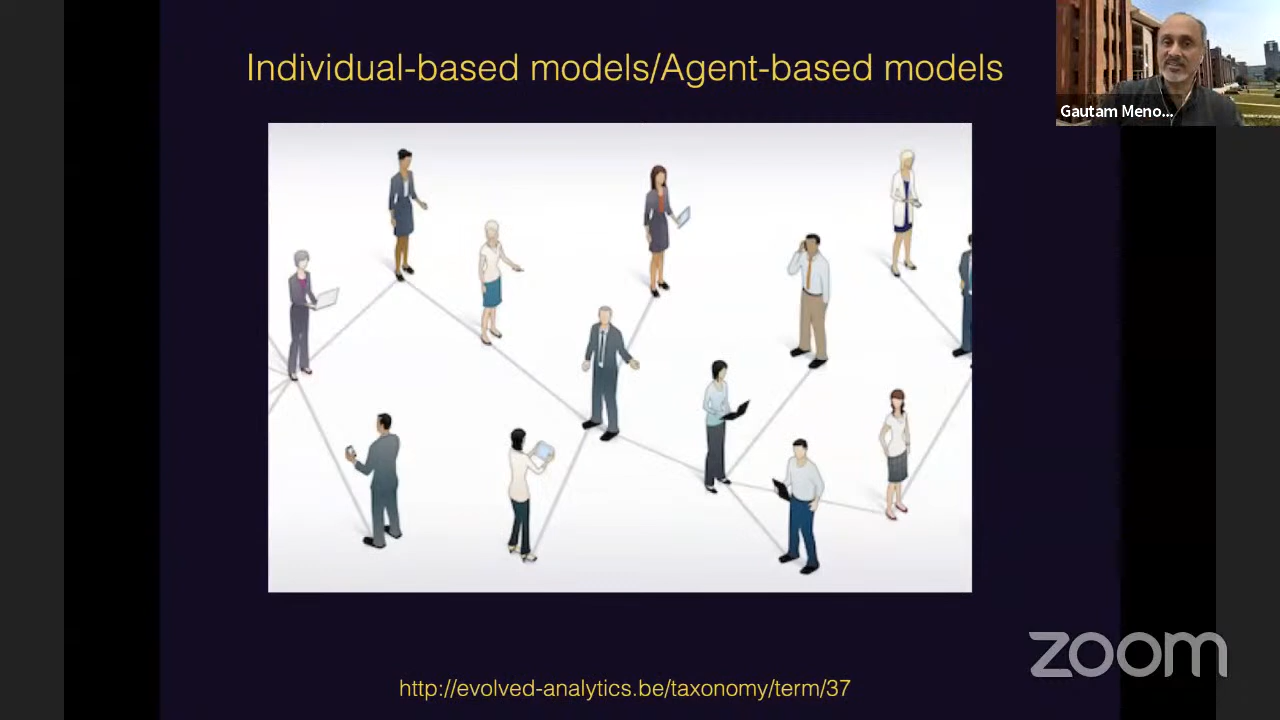 Individual-based models/Agent-based models
Gautam Meno...
zoom
http://evolved-analytics.be/taxonomy/term/37